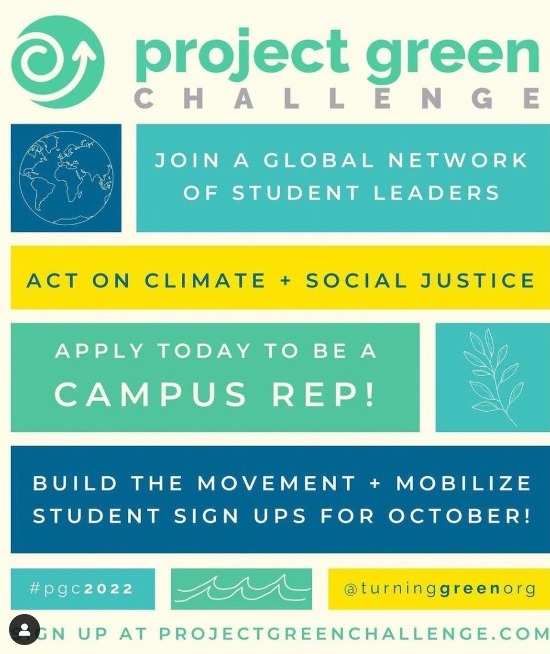 project green
CHALLENGE
JOIN A GLOBAL NETWORK
OF STUDENT LEADERS
ACT ON CLIMATE + SOCIAL JUSTICE
APPLY TODAY TO BE A
CAMPUS REP!
BUILD THE MOVEMENT + MOBILIZE
STUDENT SIGN UPS FOR OCTOBER!
#pgc2022
@turninggreenorg
GN UP AT PROJECTGREENCHALLENGE.COM